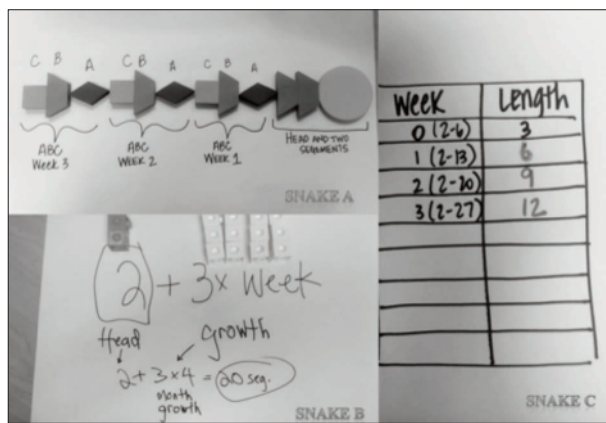 C B A C B A C B A
ABC
Week 3
ABC
WEEK 2
ABC
WEEK 1
HEAD AND TWO
SEGMENTS
SNAKE A
2 + 3x Week
Head
growth
2 + 3 x 4 = 20 seg.
month
growth
SNAKE B
Week Length
0 (2-6) 3
1 (2-13) 6
2 (2-20) 9
3 (2-27) 12
SNAKE C